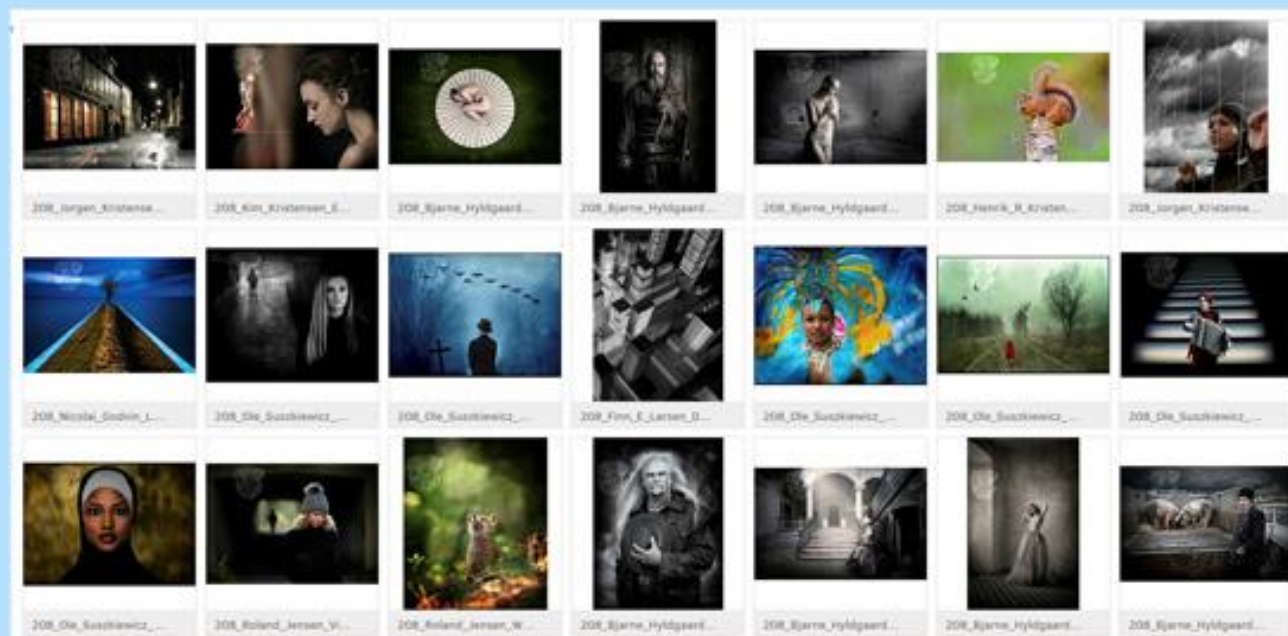 208_Jorgen_Kristense...
208_Kim_Kristensen_E...
208_Bjarne_Hyldgaard...
208_Bjarne_Hyldgaard...
208_Bjarne_Hyldgaard...
208_Henrik_R_Kristen...
208_Jorgen_Kristense...
208_Nicolai_Godvin_L...
208_Ole_Suszkiewicz_...
208_Ole_Suszkiewicz_...
208_Finn_E_Larsen_D...
208_Ole_Suszkiewicz_...
208_Ole_Suszkiewicz_...
208_Ole_Suszkiewicz_...
208_Ole_Suszkiewicz_...
208_Roland_Jensen_Vi...
208_Roland_Jensen_W...
208_Bjarne_Hyldgaard...
208_Bjarne_Hyldgaard...
208_Bjarne_Hyldgaard...
208_Bjarne_Hyldgaard...